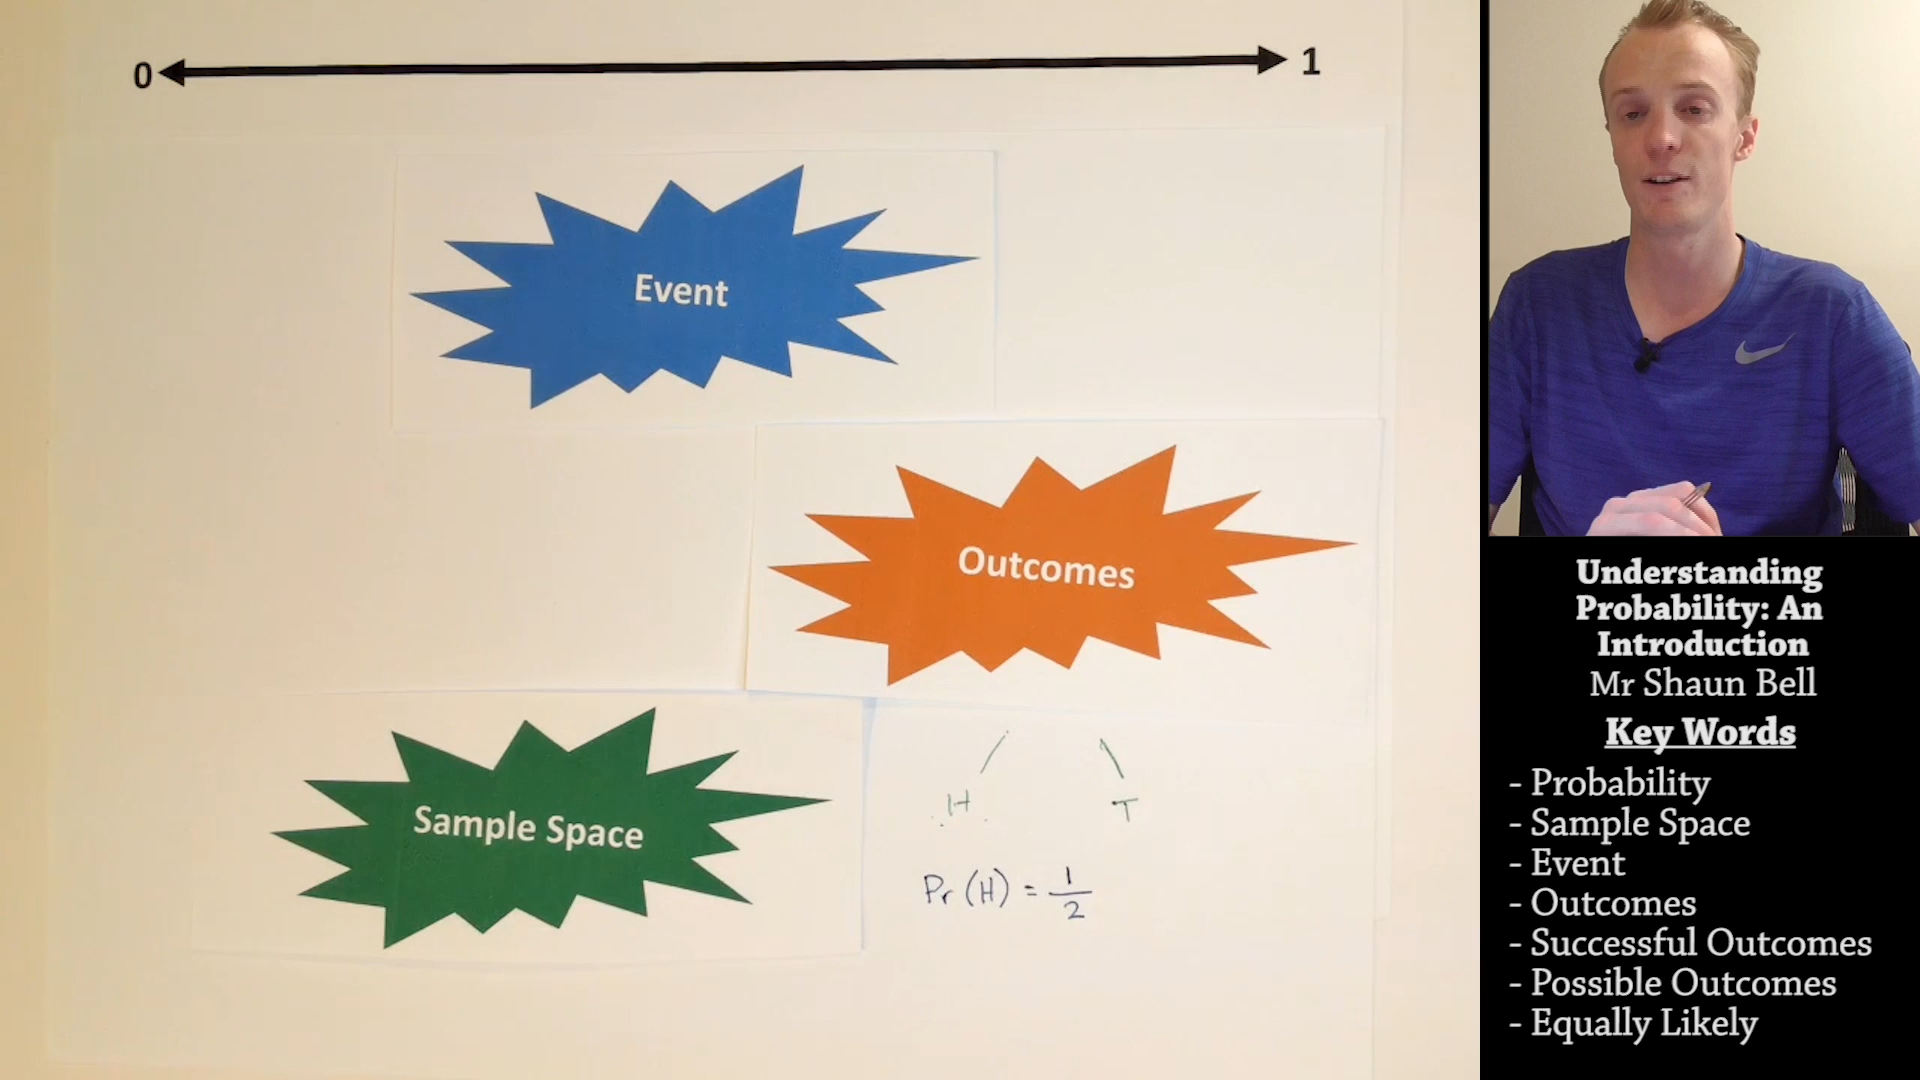 0 1
Event
Outcomes
Sample Space
H T
Pr (H) = 1/2
Understanding
Probability: An
Introduction
Mr Shaun Bell
Key Words
- Probability
- Sample Space
- Event
- Outcomes
- Successful Outcomes
- Possible Outcomes
- Equally Likely